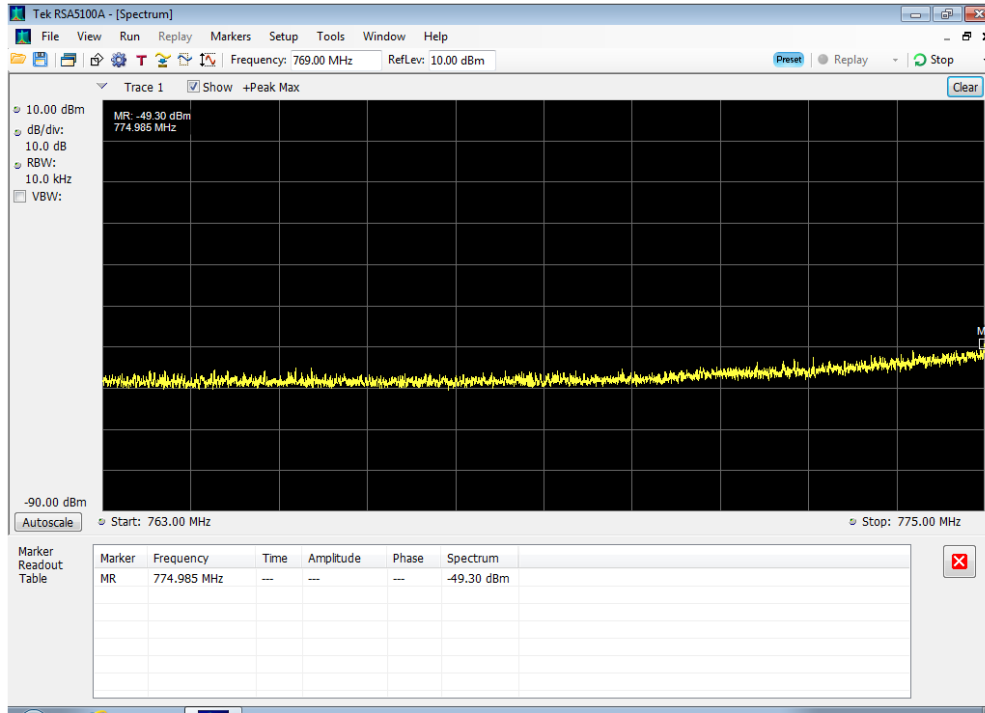 Tek RSA5100A - [Spectrum]
File View Run Replay Markers Setup Tools Window Help
Frequency: 769.00 MHz RefLev: 10.00 dBm Preset Replay Stop
Trace 1 Show +Peak Max Clear
10.00 dBm
dB/div:
10.0 dB
RBW:
10.0 kHz
VBW:
MR: -49.30 dBm
774.985 MHz
M
-90.00 dBm
Autoscale Start: 763.00 MHz Stop: 775.00 MHz
Marker
Readout
Table
Marker Frequency Time Amplitude Phase Spectrum
MR 774.985 MHz --- --- --- -49.30 dBm